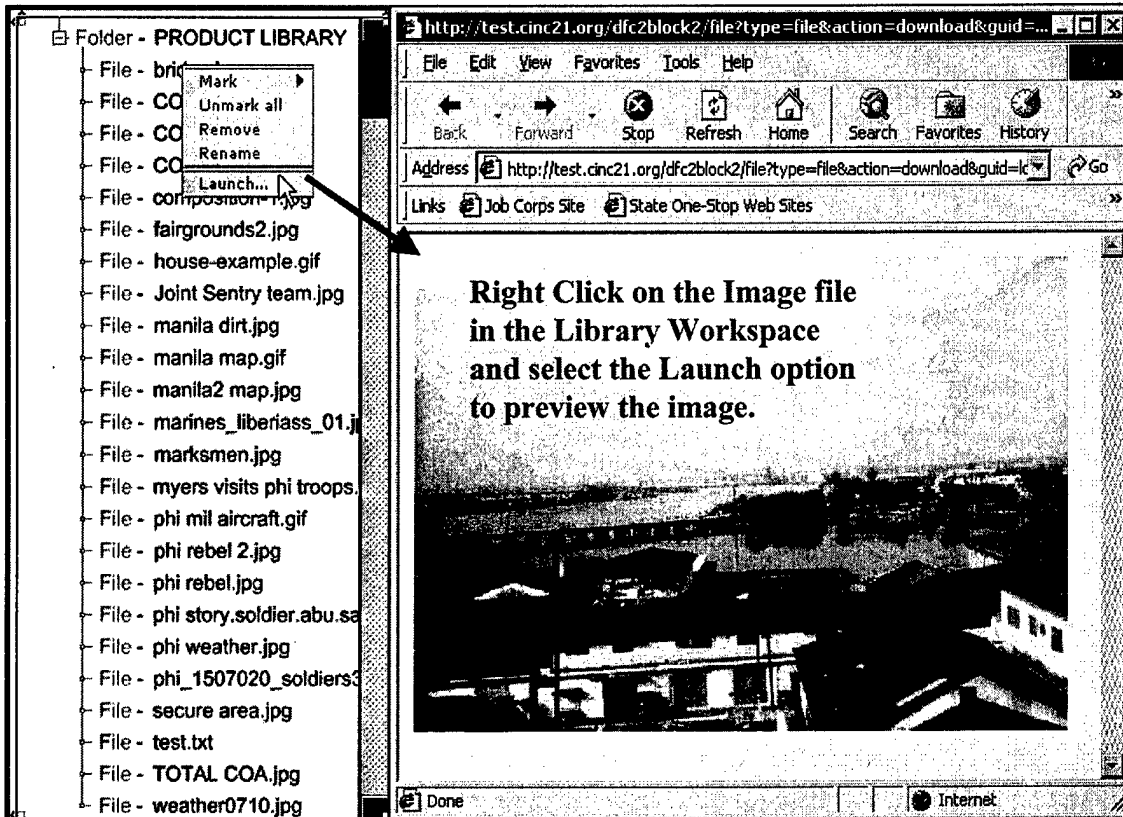 Folder - PRODUCT LIBRARY
File -
Mark
File - CO
Unmark all
File - CO
Remove
File - CO
Rename
Launch...
File - composition-1.jpg
File - fairgrounds2.jpg
File - house-example.gif
File - Joint Sentry team.jpg
File - manila dirt.jpg
File - manila map.gif
File - manila2 map.jpg
File - marines_liberiass_01.j
File - marksmen.jpg
File - myers visits phi troops.
File - phi mil aircraft.gif
File - phi rebel 2.jpg
File - phi rebel.jpg
File - phi story.soldier.abu.sa
File - phi weather.jpg
File - phi_1507020_soldiers3
File - secure area.jpg
File - test.txt
File - TOTAL COA.jpg
File - weather0710.jpg
http://test.cinc21.org/dfc2block2/file?type=file&action=download&guid=...
File Edit View Favorites Tools Help
Back Forward Stop Refresh Home Search Favorites History
Address http://test.cinc21.org/dfc2block2/file?type=file&action=download&guid=lc Go
Links Job Corps Site State One-Stop Web Sites
Right Click on the Image file
in the Library Workspace
and select the Launch option
to preview the image.
Done Internet